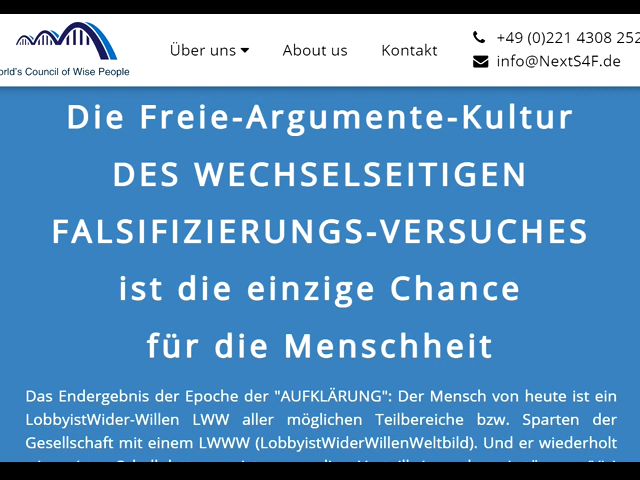 Über uns
About us
Kontakt
+49 (0)221 4308 252
info@NextS4F.de
orld's Council of Wise People
Die Freie-Argumente-Kultur
DES WECHSELSEITIGEN
FALSIFIZIERUNGS-VERSUCHES
ist die einzige Chance
für die Menschheit
Das Endergebnis der Epoche der "AUFKLÄRUNG": Der Mensch von heute ist ein
LobbyistWider-Willen LWW aller möglichen Teilbereiche bzw. Sparten der
Gesellschaft mit einem LWWW (LobbyistWiderWillenWeltbild). Und er wiederholt